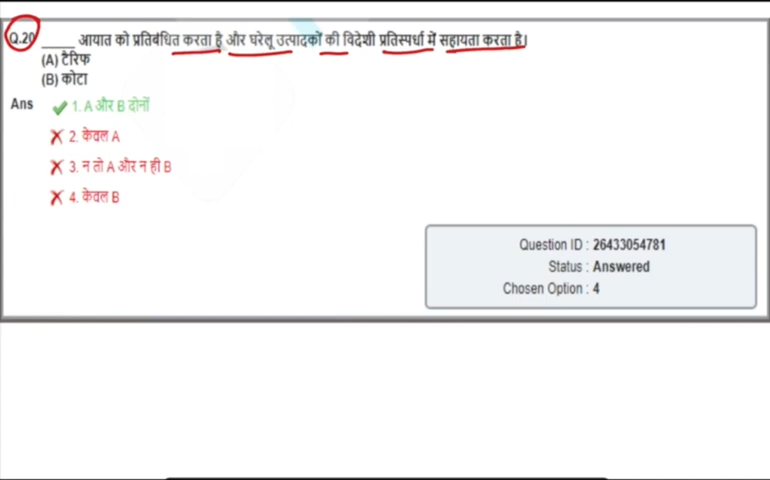 Q.20 _____ आयात को प्रतिबंधित करता है और घरेलू उत्पादकों की विदेशी प्रतिस्पर्धा में सहायता करता है।
(A) टैरिफ
(B) कोटा
Ans 1. A और B दोनों
2. केवल A
3. न तो A और न ही B
4. केवल B
Question ID : 26433054781
Status : Answered
Chosen Option : 4